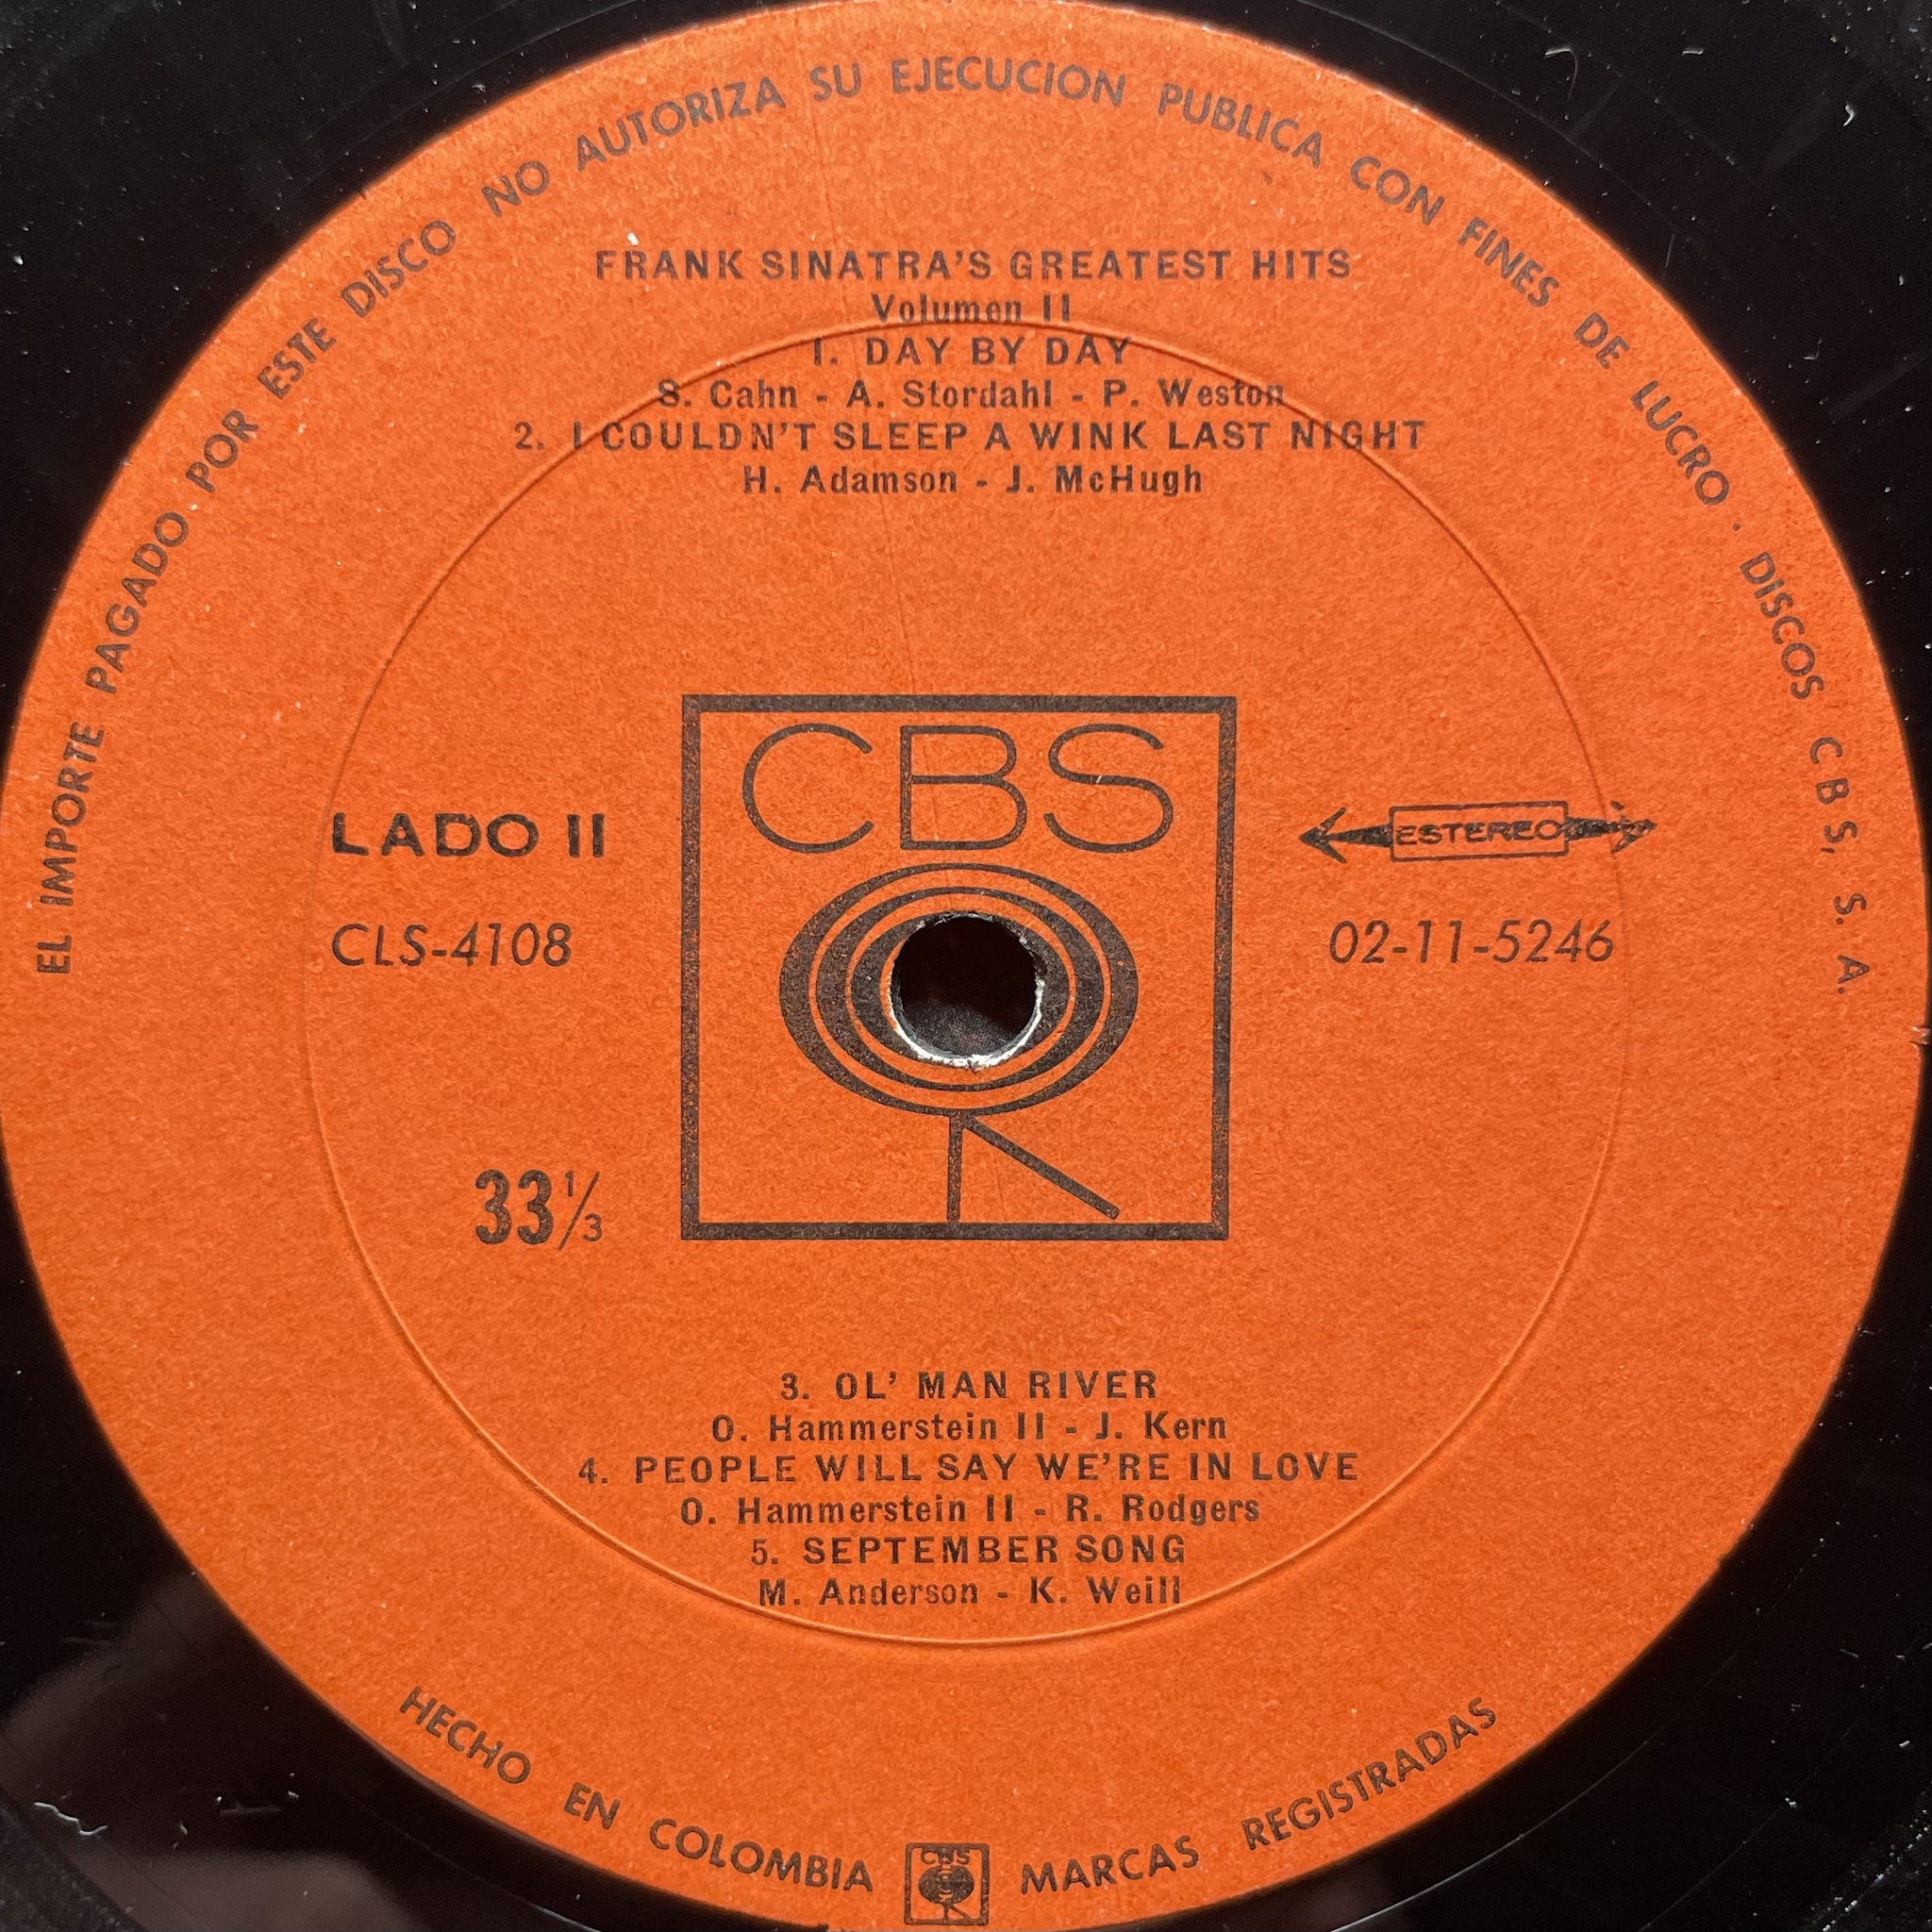 EL IMPORTE PAGADO POR ESTE DISCO NO AUTORIZA SU EJECUCION PUBLICA CON FINES DE LUCRO · DISCOS CBS, S. A.
FRANK SINATRA'S GREATEST HITS
Volumen II
1. DAY BY DAY
S. Cahn - A. Stordahl - P. Weston
2. I COULDN'T SLEEP A WINK LAST NIGHT
H. Adamson - J. McHugh
CBS
LADO II
ESTEREO
CLS-4108
02-11-5246
33 1/3
3. OL' MAN RIVER
O. Hammerstein II - J. Kern
4. PEOPLE WILL SAY WE'RE IN LOVE
O. Hammerstein II - R. Rodgers
5. SEPTEMBER SONG
M. Anderson - K. Weill
HECHO EN COLOMBIA CBS MARCAS REGISTRADAS